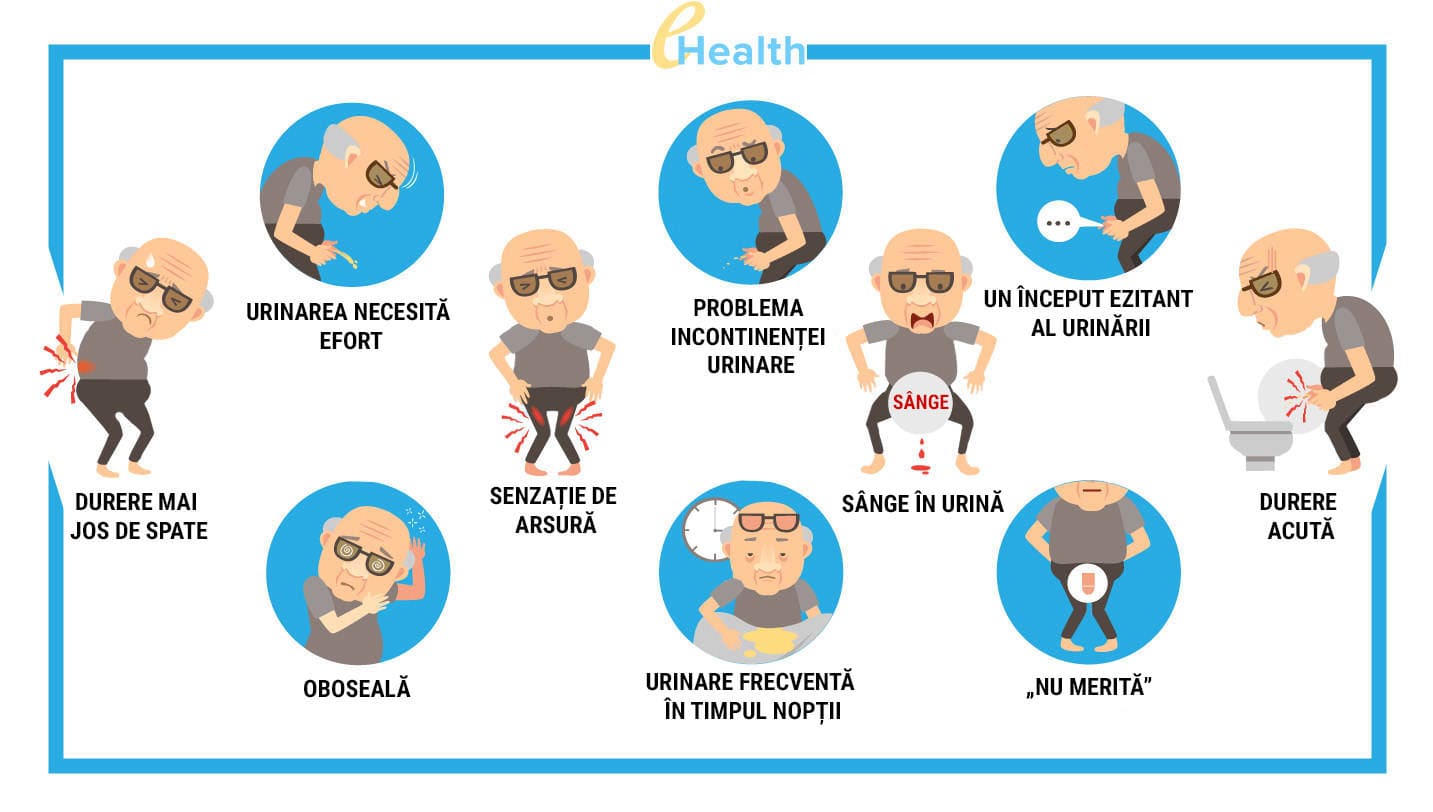 eHealth
URINAREA NECESITĂ
EFORT
PROBLEMA
INCONTINENȚEI
URINARE
UN ÎNCEPUT EZITANT
AL URINĂRII
DURERE MAI
JOS DE SPATE
SENZAȚIE DE
ARSURĂ
SÂNGE
SÂNGE ÎN URINĂ
DURERE
ACUTĂ
OBOSEALĂ
URINARE FRECVENTĂ
ÎN TIMPUL NOPȚII
„NU MERITĂ”